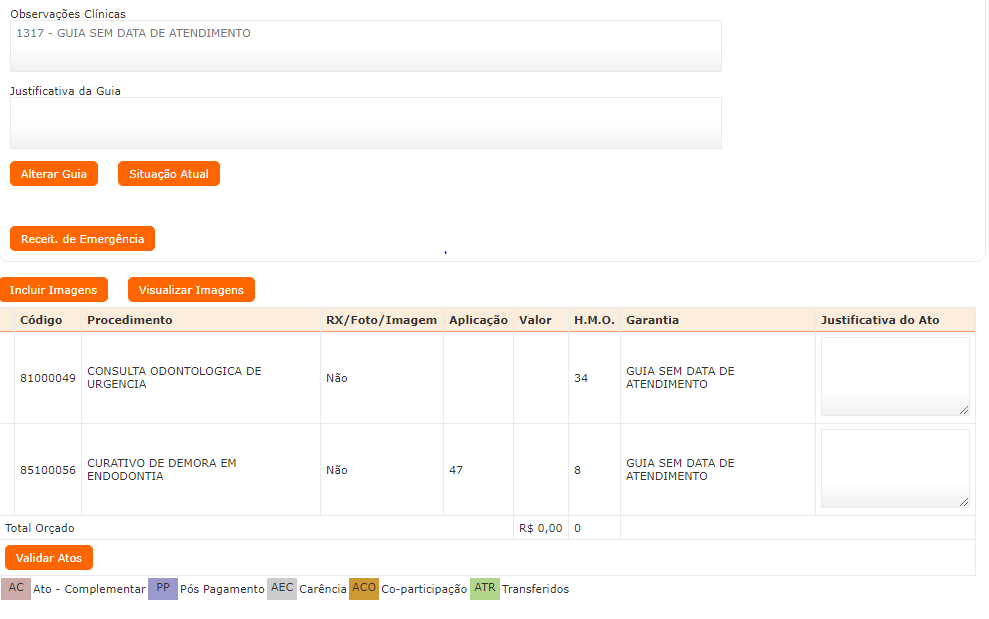 Observações Clínicas
1317 - GUIA SEM DATA DE ATENDIMENTO
Justificativa da Guia
Alterar Guia Situação Atual
Receit. de Emergência
Incluir Imagens Visualizar Imagens
Código Procedimento RX/Foto/Imagem Aplicação Valor H.M.O. Garantia Justificativa do Ato
81000049 CONSULTA ODONTOLOGICA DE URGENCIA Não 34 GUIA SEM DATA DE ATENDIMENTO
85100056 CURATIVO DE DEMORA EM ENDODONTIA Não 47 8 GUIA SEM DATA DE ATENDIMENTO
Total Orçado R$ 0,00 0
Validar Atos
AC Ato - Complementar PP Pós Pagamento AEC Carência ACO Co-participação ATR Transferidos